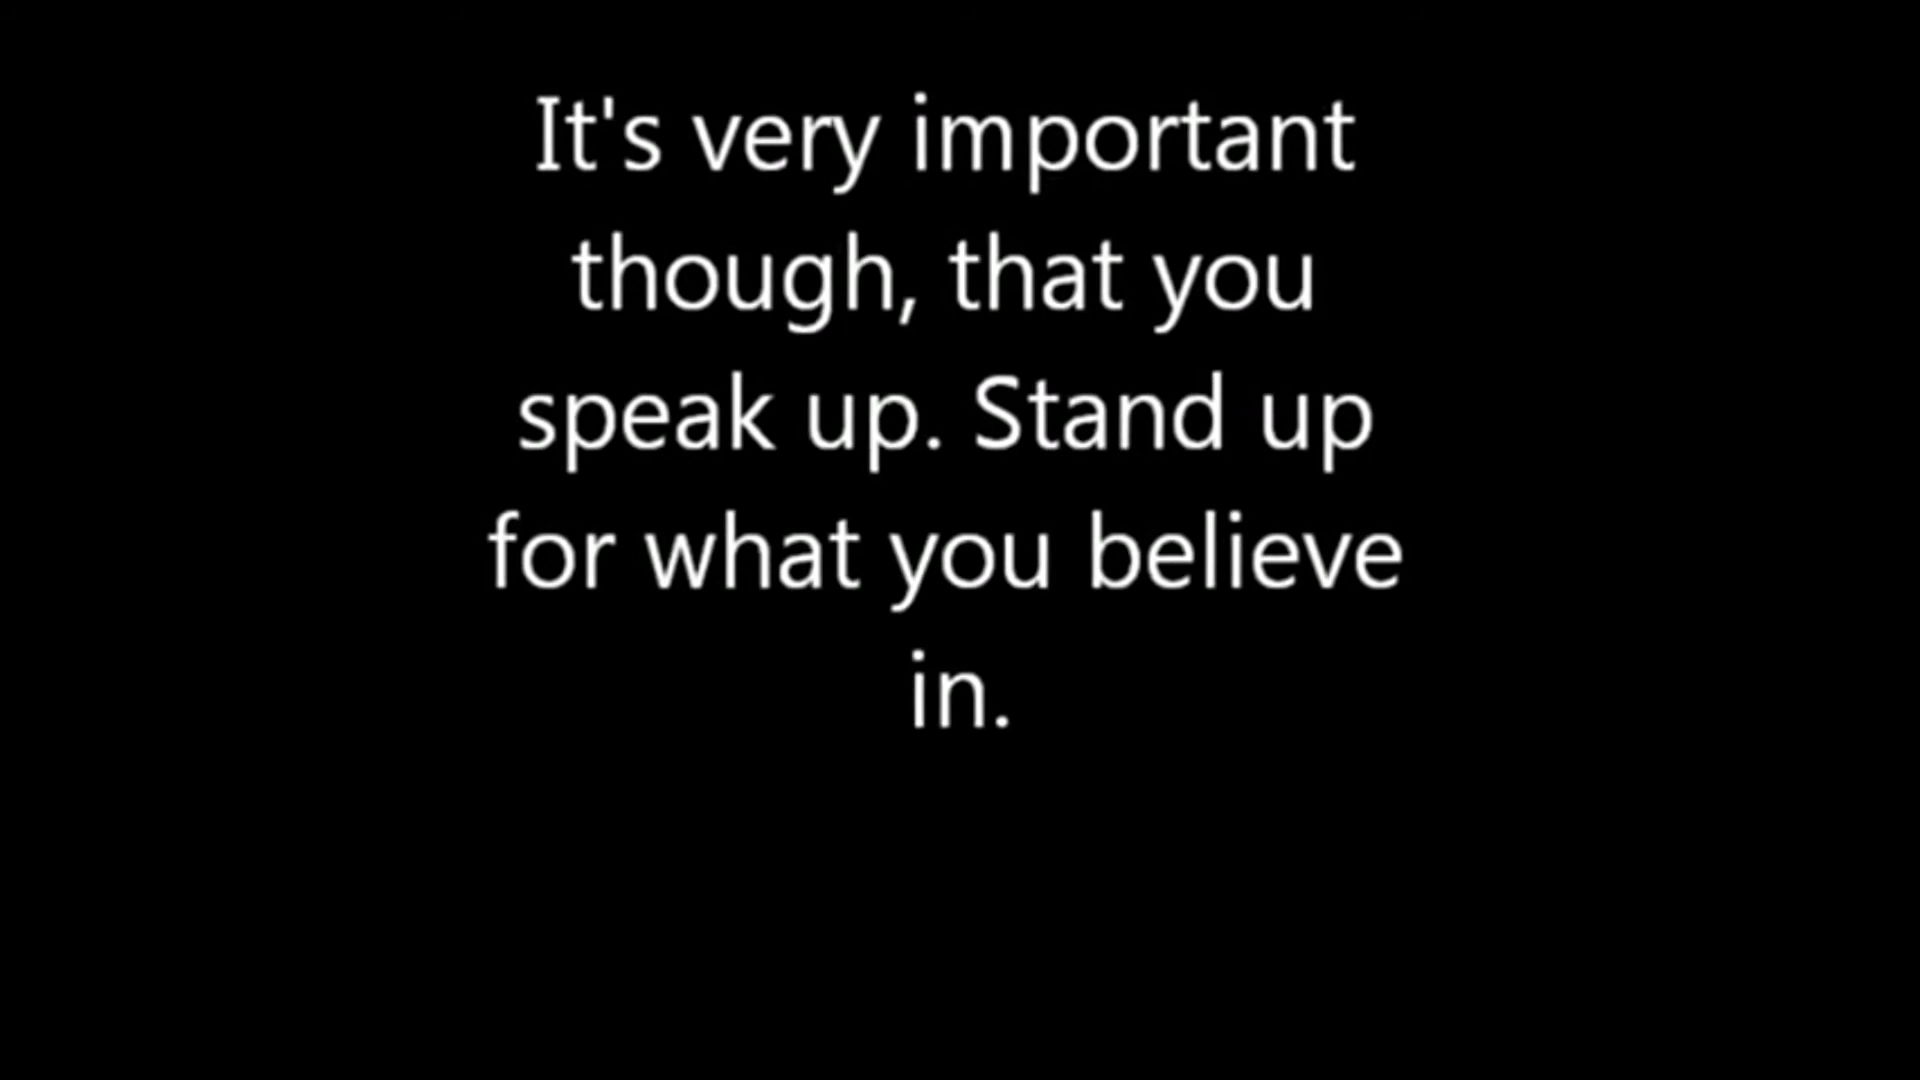 It's very important
though, that you
speak up. Stand up
for what you believe
in.